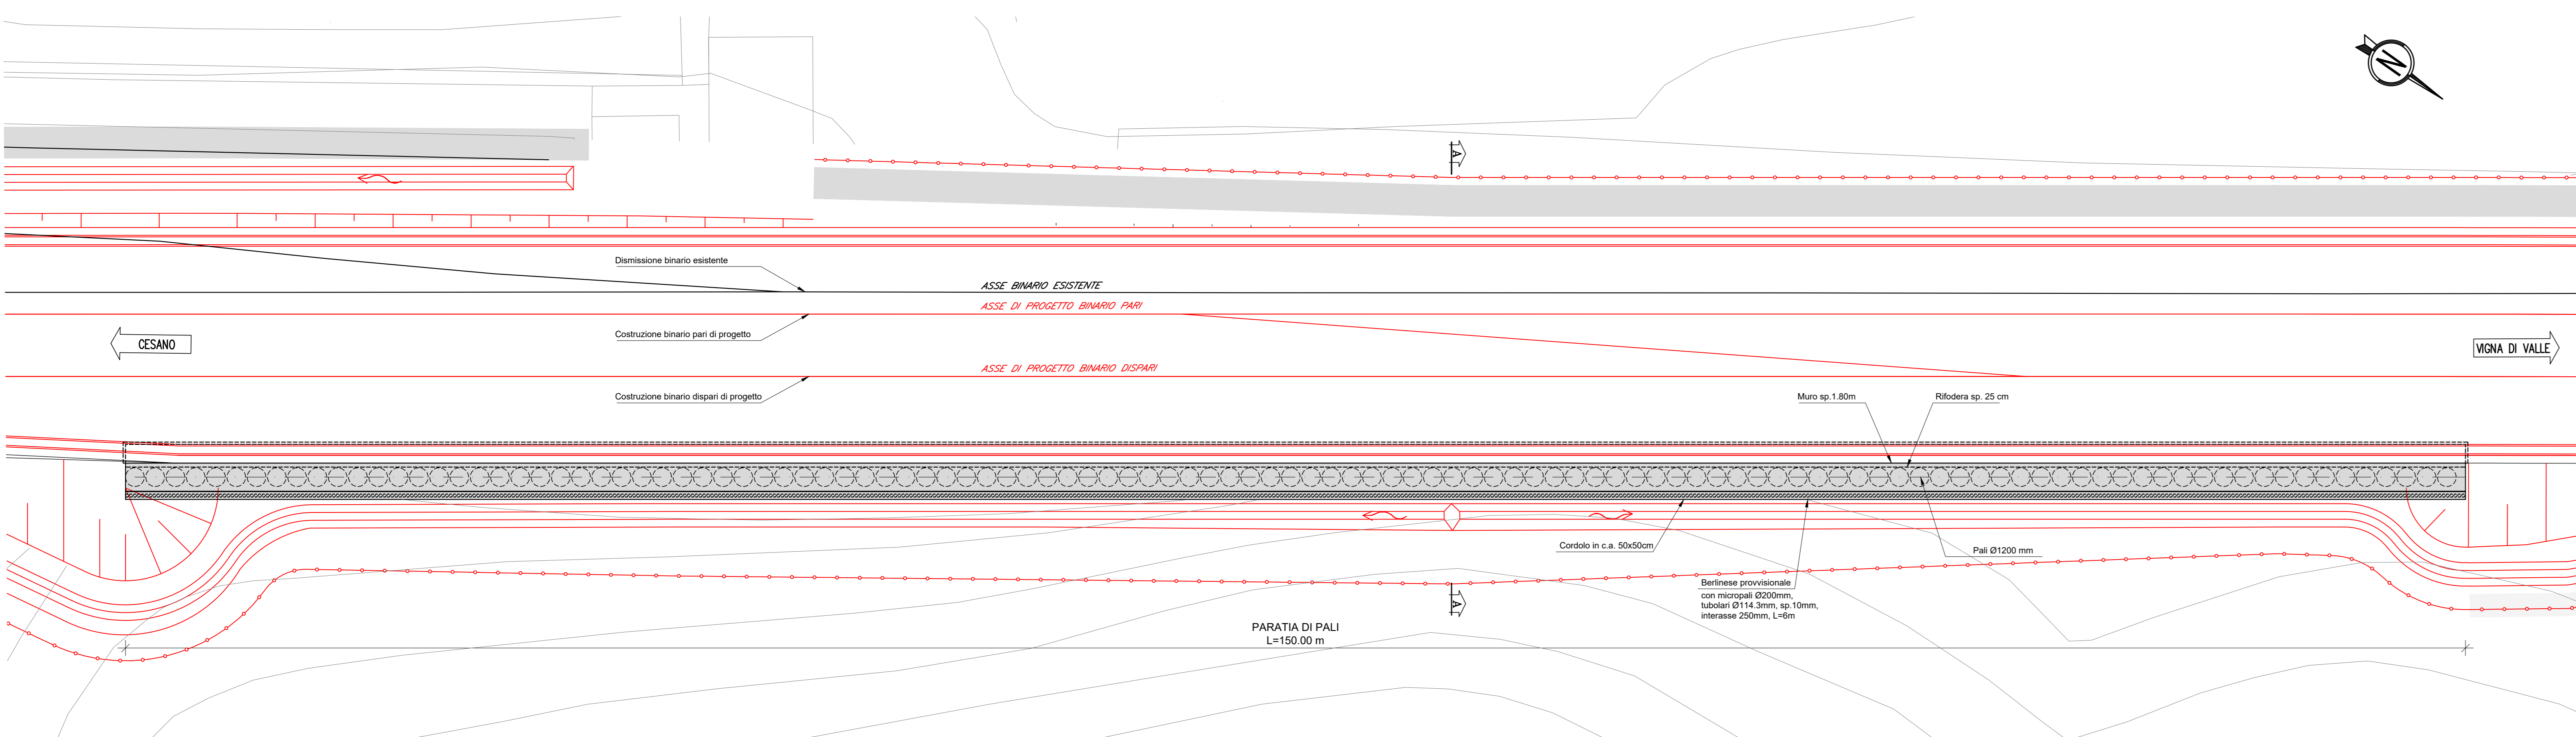 N
A
Dismissione binario esistente
ASSE BINARIO ESISTENTE
ASSE DI PROGETTO BINARIO PARI
Costruzione binario pari di progetto
CESANO
VIGNA DI VALLE
ASSE DI PROGETTO BINARIO DISPARI
Costruzione binario dispari di progetto
Muro sp.1.80m
Rifodera sp. 25 cm
Cordolo in c.a. 50x50cm
Pali Ø1200 mm
Berlinese provvisionale
con micropali Ø200mm,
tubolari Ø114.3mm, sp.10mm,
interasse 250mm, L=6m
A
PARATIA DI PALI
L=150.00 m